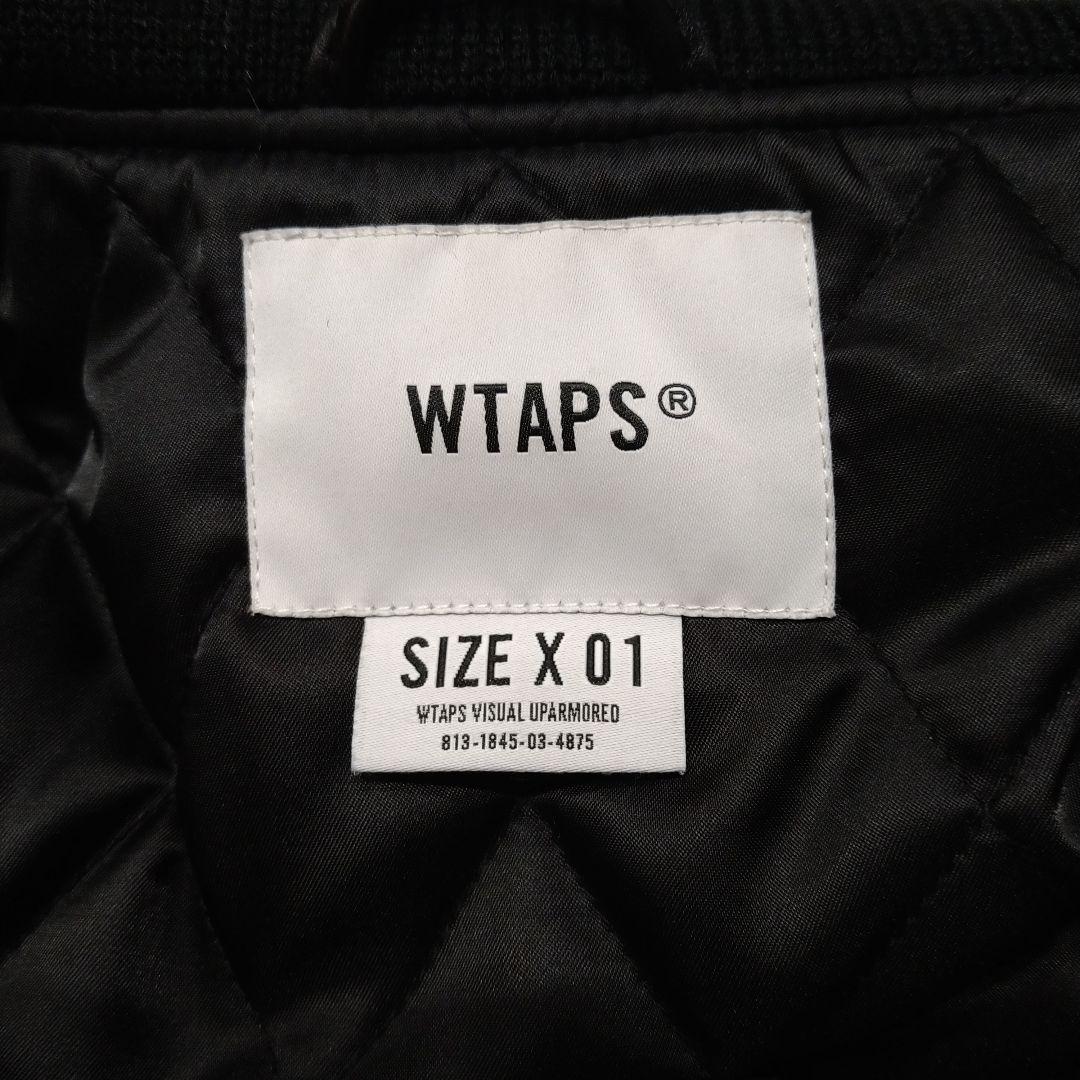 WTAPS®
SIZE X 01
WTAPS VISUAL UPARMORED
813-1845-03-4875